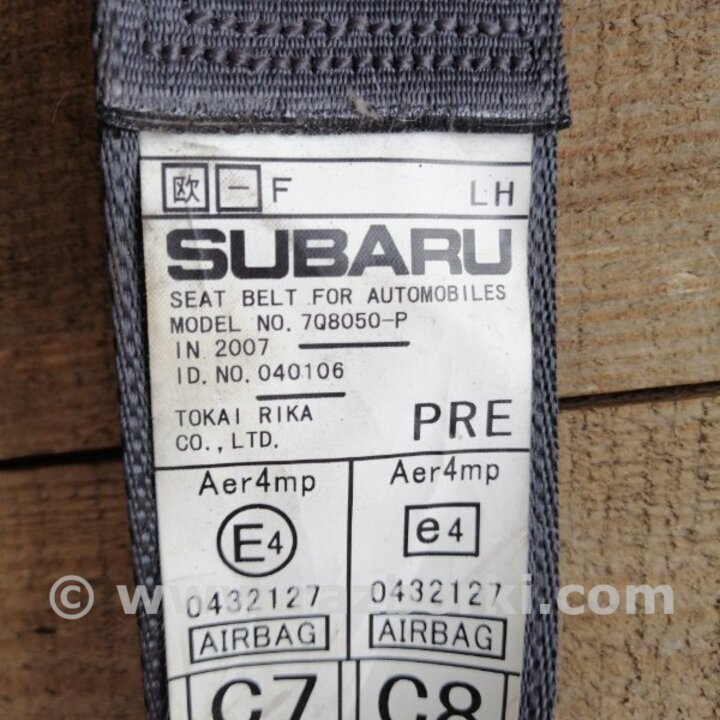 欧 一 F LH
SUBARU
SEAT BELT FOR AUTOMOBILES
MODEL NO. 7Q8050-P
IN 2007
ID. NO. 040106
TOKAI RIKA
CO., LTD.
PRE
Aer4mp Aer4mp
E4 e4
0432127 0432127
AIRBAG AIRBAG
C7 C8